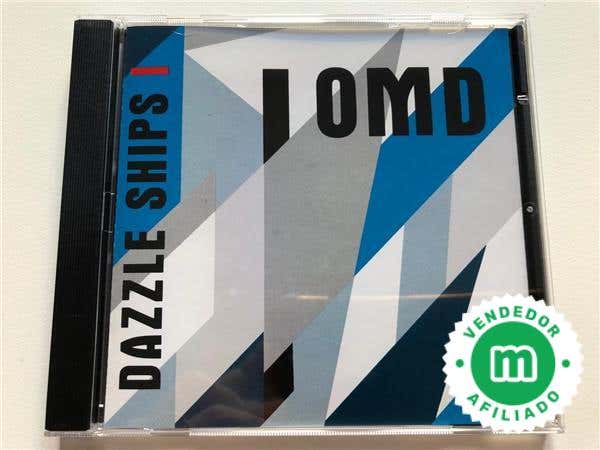 OMD
DAZZLE SHIPS
VENDEDOR
m
AFILIADO